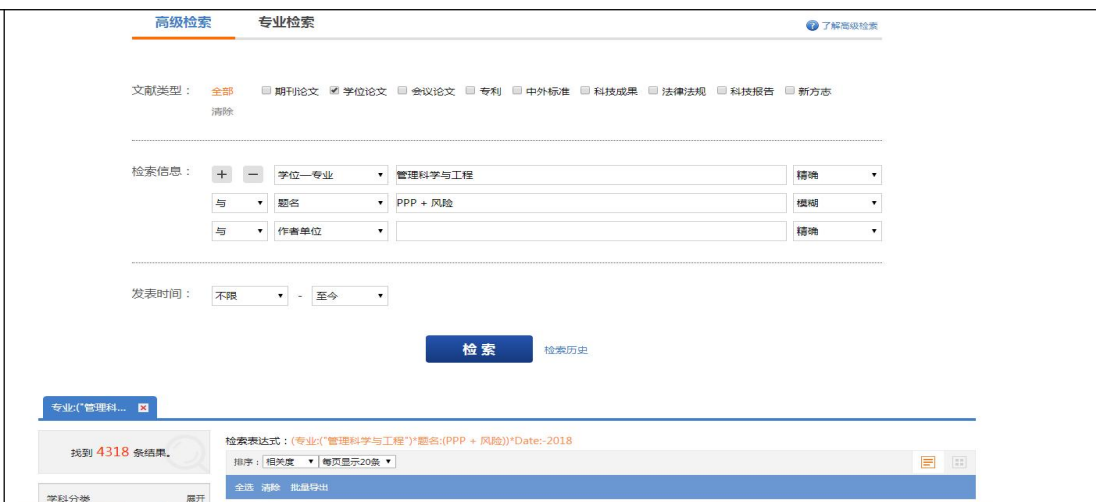 高级检索 专业检索 了解高级检索
文献类型： 全部 期刊论文 学位论文 会议论文 专利 中外标准 科技成果 法律法规 科技报告 新方志
清除
检索信息： + − 学位—专业 管理科学与工程 精确
与 题名 PPP + 风险 模糊
与 作者单位 精确
发表时间： 不限 - 至今
检索 检索历史
专业:("管理科...
检索表达式：(专业:("管理科学与工程")*题名:(PPP + 风险))*Date:-2018
找到 4318 条结果。
排序： 相关度 每页显示20条
全选 清除 批量导出
学科分类 展开